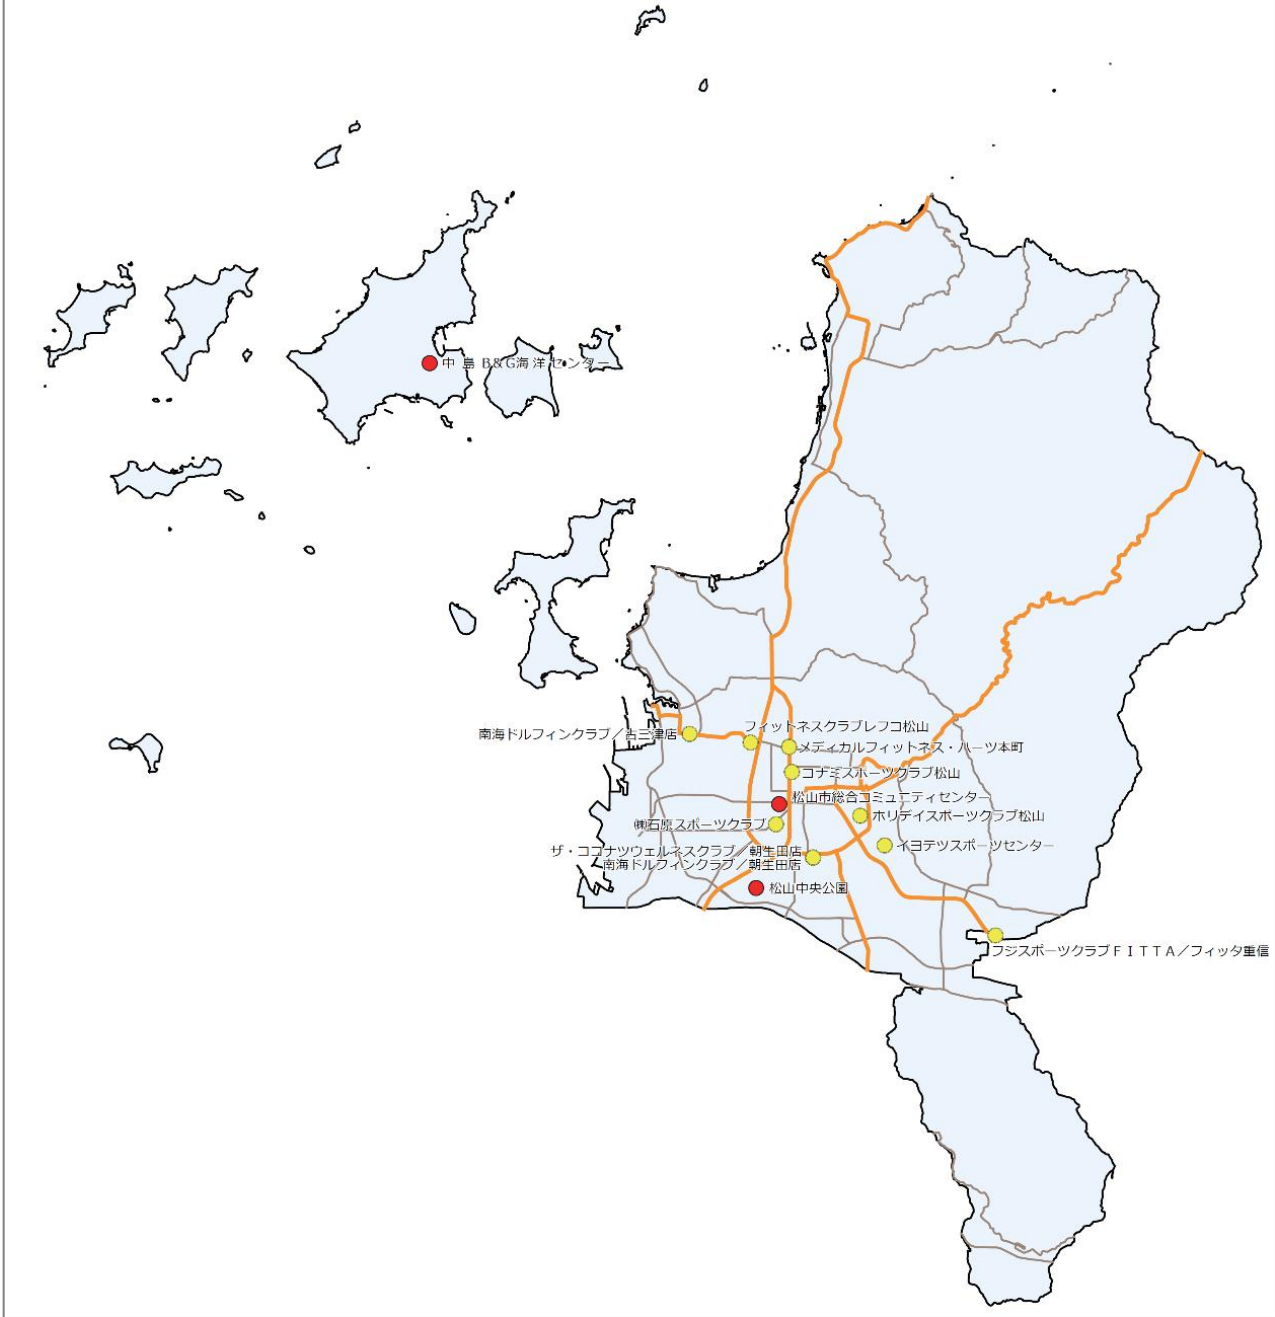 中島B&G海洋センター
フィットネスクラブレフコ松山
南海ドルフィンクラブ／古三津店
メディカルフィットネス・ハーツ本町
コナミスポーツクラブ松山
松山市総合コミュニティセンター
ホリデイスポーツクラブ松山
㈱石原スポーツクラブ
イヨテツスポーツセンター
ザ・ココナツウェルネスクラブ／朝生田店
南海ドルフィンクラブ／朝生田店
松山中央公園
フジスポーツクラブＦＩＴＴＡ／フィッタ重信